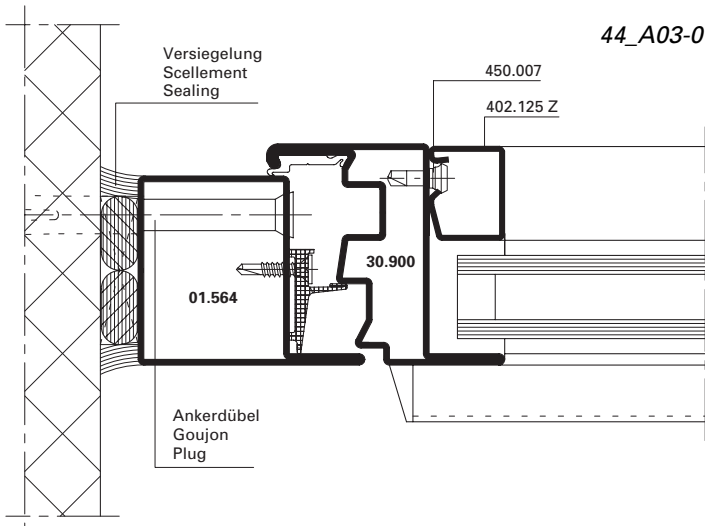 44_A03-0
Versiegelung
Scellement
Sealing
450.007
402.125 Z
30.900
01.564
Ankerdübel
Goujon
Plug